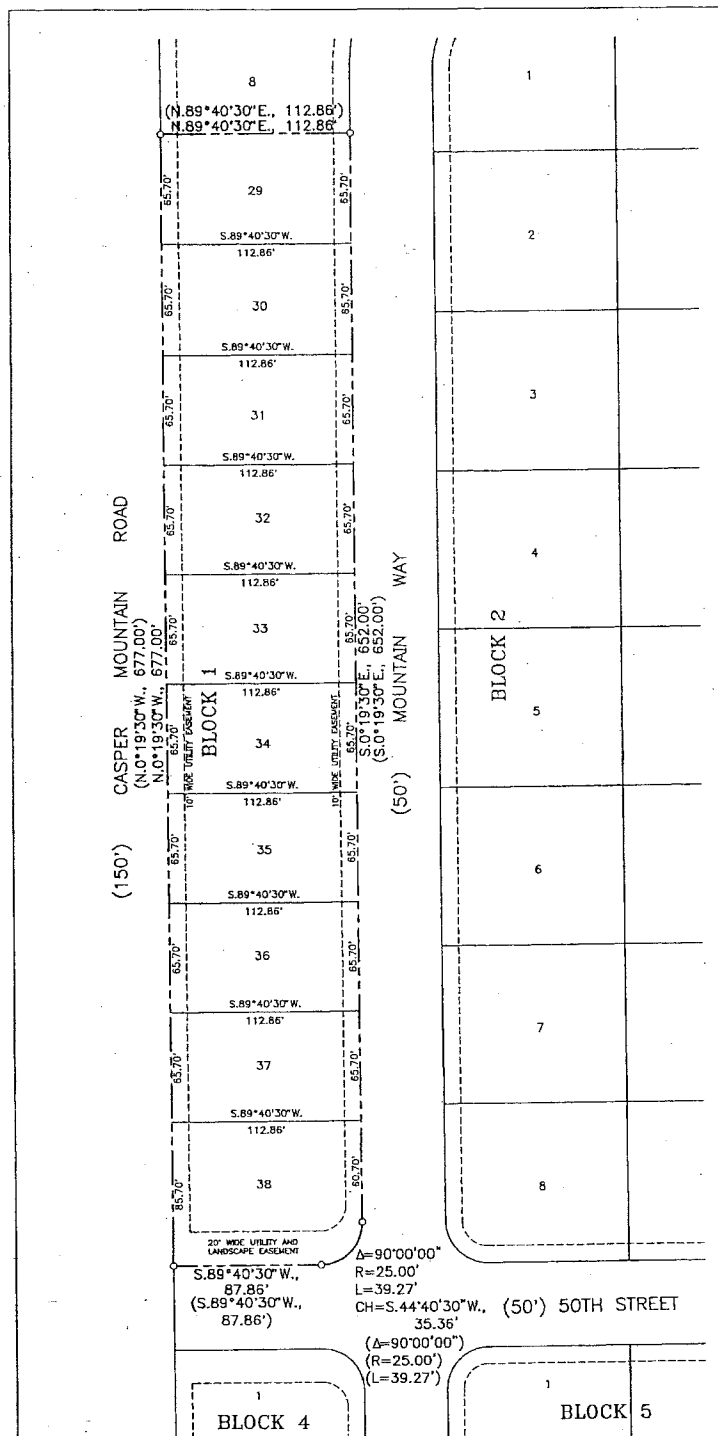 8
1
(N.89°40'30"E., 112.86')
N.89°40'30"E., 112.86'
65.70'
29
65.70'
2
S.89°40'30"W.
112.86'
65.70'
30
65.70'
S.89°40'30"W.
112.86'
65.70'
31
65.70'
3
S.89°40'30"W.
112.86'
65.70'
32
65.70'
4
S.89°40'30"W.
112.86'
65.70'
33
65.70'
S.89°40'30"W.
112.86'
65.70'
34
65.70'
5
S.89°40'30"W.
112.86'
65.70'
35
65.70'
6
S.89°40'30"W.
112.86'
65.70'
36
65.70'
S.89°40'30"W.
112.86'
65.70'
37
65.70'
7
S.89°40'30"W.
112.86'
85.70'
38
60.70'
8
(150') CASPER MOUNTAIN ROAD
(N.0°19'30"W., 677.00')
N.0°19'30"W., 677.00'
BLOCK 1
10' WIDE UTILITY EASEMENT
10' WIDE UTILITY EASEMENT
S.0°19'30"E., 652.00'
(S.0°19'30"E., 652.00')
(50') MOUNTAIN WAY
BLOCK 2
20' WIDE UTILITY AND
LANDSCAPE EASEMENT
S.89°40'30"W.,
87.86'
(S.89°40'30"W.,
87.86')
Δ=90°00'00"
R=25.00'
L=39.27'
CH=S.44°40'30"W.,
35.36'
(Δ=90°00'00")
(R=25.00')
(L=39.27')
(50') 50TH STREET
1
BLOCK 4
1
BLOCK 5